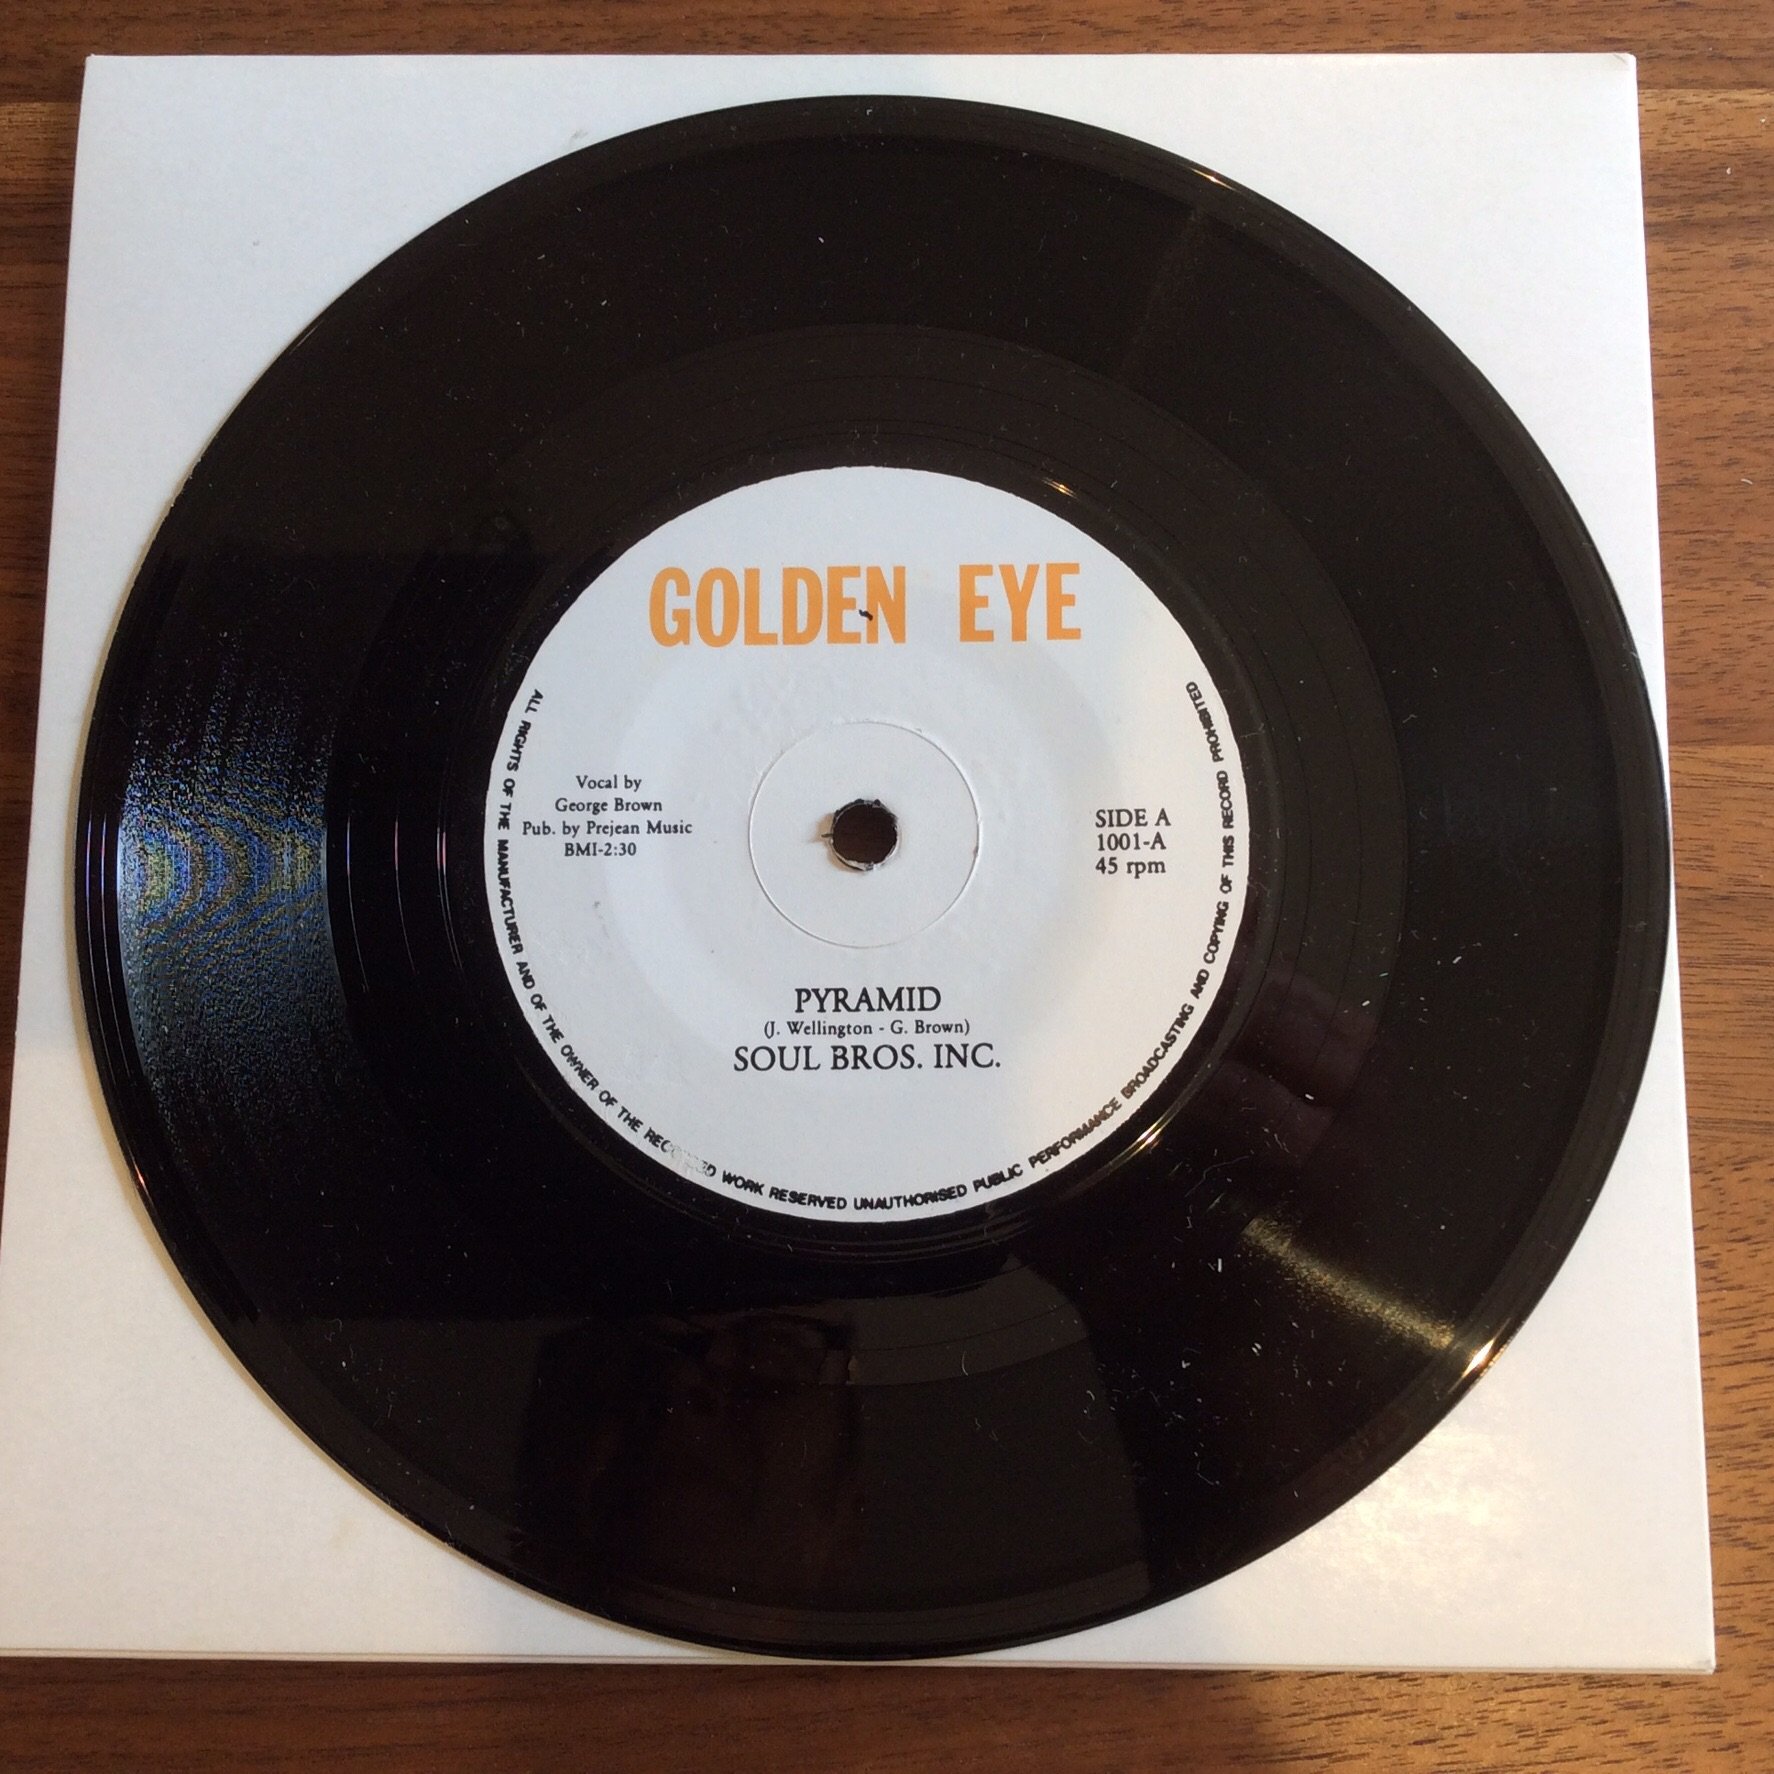 GOLDEN EYE
Vocal by
George Brown
Pub. by Prejean Music
BMI-2:30
SIDE A
1001-A
45 rpm
PYRAMID
(J. Wellington - G. Brown)
SOUL BROS. INC.
ALL RIGHTS OF THE MANUFACTURER AND OF THE OWNER OF THE WORK RESERVED UNAUTHORISED PUBLIC PERFORMANCE BROADCASTING AND COPYING OF THIS RECORD PROHIBITED